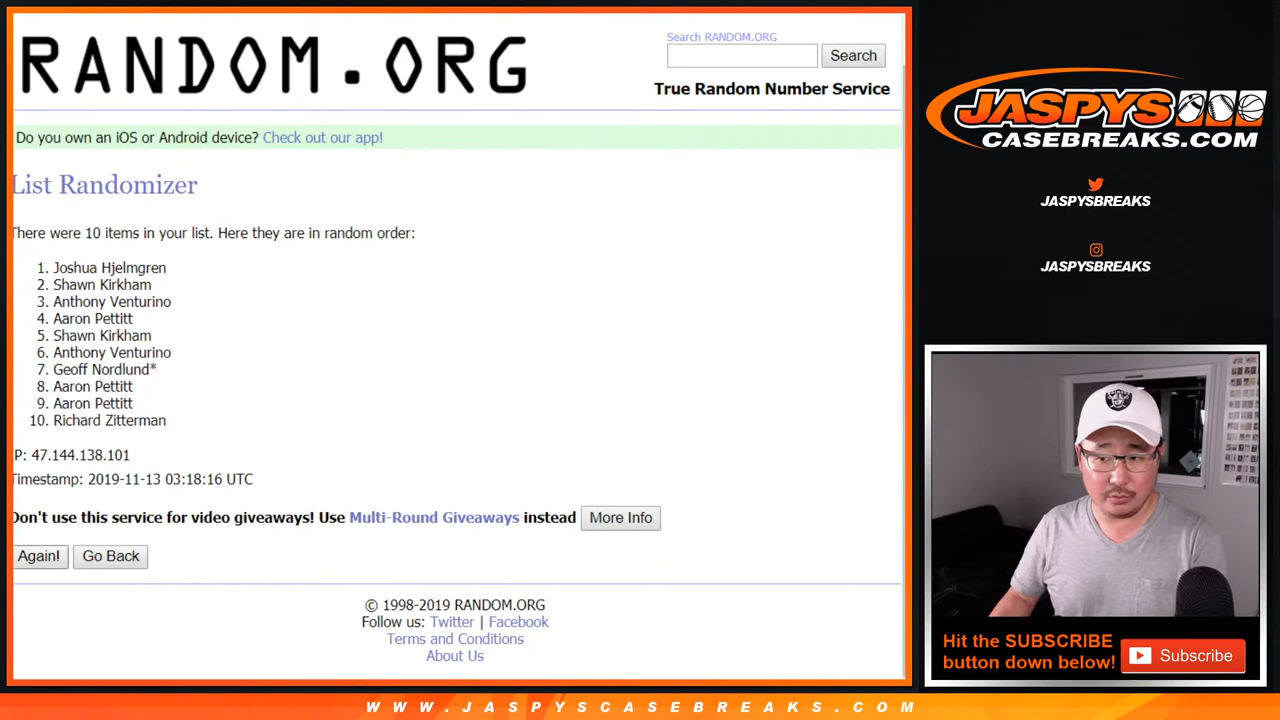 RANDOM.ORG
Search RANDOM.ORG
Search
True Random Number Service
Do you own an iOS or Android device? Check out our app!
List Randomizer
There were 10 items in your list. Here they are in random order:
1. Joshua Hjelmgren
2. Shawn Kirkham
3. Anthony Venturino
4. Aaron Pettitt
5. Shawn Kirkham
6. Anthony Venturino
7. Geoff Nordlund*
8. Aaron Pettitt
9. Aaron Pettitt
10. Richard Zitterman
IP: 47.144.138.101
Timestamp: 2019-11-13 03:18:16 UTC
Don't use this service for video giveaways! Use Multi-Round Giveaways instead More Info
Again! Go Back
© 1998-2019 RANDOM.ORG
Follow us: Twitter | Facebook
Terms and Conditions
About Us
JASPYS
CASEBREAKS.COM
JASPYSBREAKS
JASPYSBREAKS
RAIDERS
Hit the SUBSCRIBE
button down below!
Subscribe
WWW.JASPYSCASEBREAKS.COM